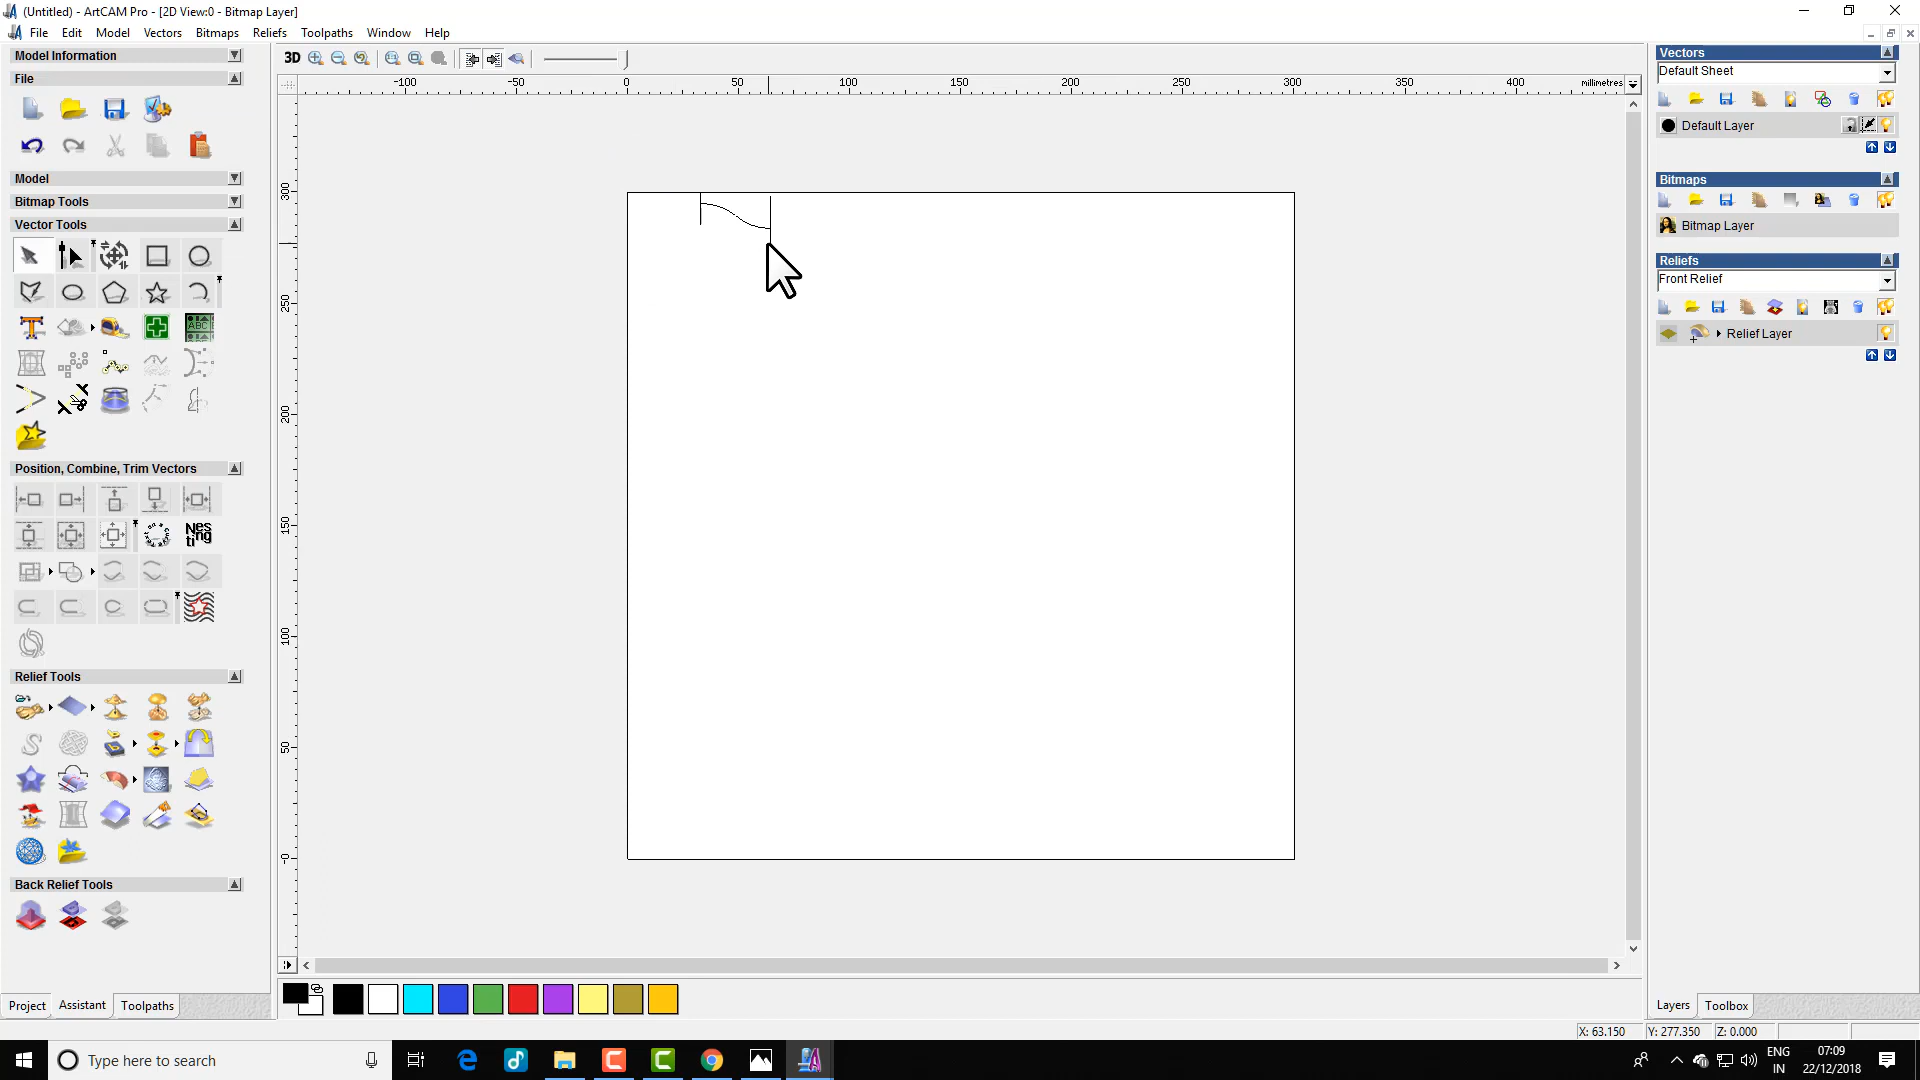 (Untitled) - ArtCAM Pro - [2D View:0 - Bitmap Layer]
File Edit Model Vectors Bitmaps Reliefs Toolpaths Window Help
Model Information
File
Model
Bitmap Tools
Vector Tools
ABC
Position, Combine, Trim Vectors
Nes
ting
Relief Tools
Back Relief Tools
Project Assistant Toolpaths
3D
-100 -50 0 50 100 150 200 250 300 350 400 millimetres
300
250
200
150
100
50
-0
Vectors
Default Sheet
Default Layer
Bitmaps
Bitmap Layer
Reliefs
Front Relief
Relief Layer
Layers Toolbox
X: 63.150 Y: 277.350 Z: 0.000
Type here to search
ENG
IN
07:09
22/12/2018